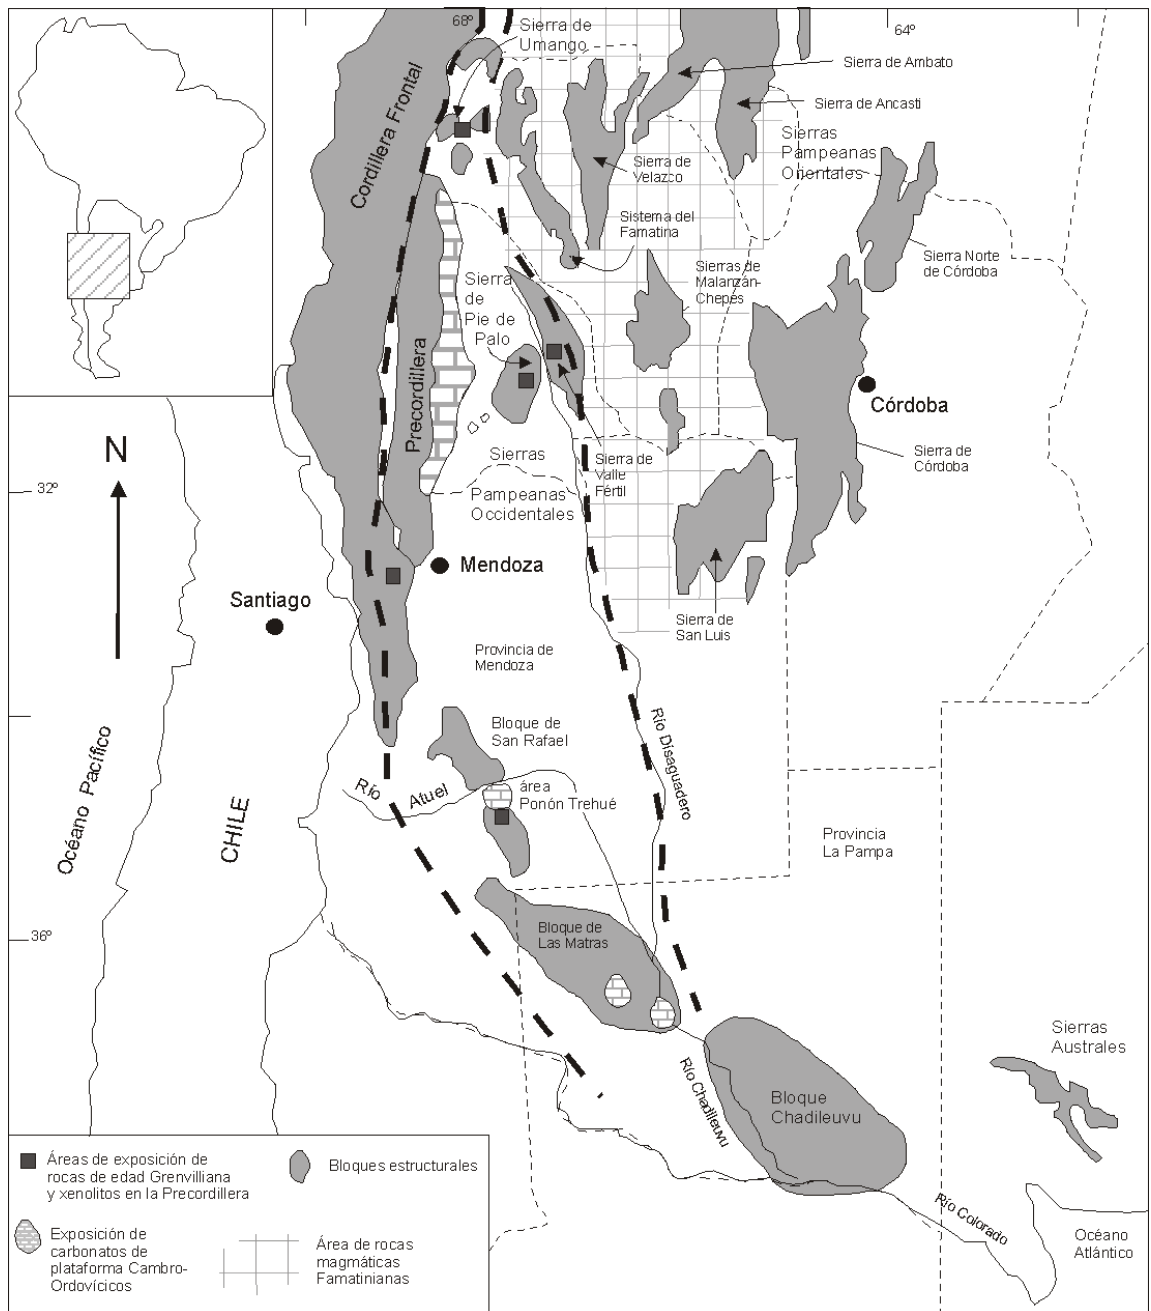 68º
64º
Sierra de
Umango
Sierra de Ambato
Sierra de Ancasti
Cordillera Frontal
Sierras
Pampeanas
Orientales
Sierra de
Velazco
Sistema del
Famatina
Sierra Norte
de Córdoba
Sierras de
Malanzán-
Chepes
Sierra
de
Pie de
Palo
Precordillera
Córdoba
N
Sierras
Pampeanas
Occidentales
Sierra de
Valle
Fértil
Sierra de
Córdoba
32º
Mendoza
Santiago
Sierra de
San Luis
Provincia de
Mendoza
Océano Pacífico
CHILE
Bloque de
San Rafael
Río Disaguadero
Río Atuel
área
Ponón Trehué
Provincia
La Pampa
36º
Bloque de
Las Matras
Sierras
Australes
Río Chadileuvu
Bloque
Chadileuvu
Río Colorado
Océano
Atlántico
Áreas de exposición de
rocas de edad Grenvilliana
y xenolitos en la Precordillera
Bloques estructurales
Exposición de
carbonatos de
plataforma Cambro-
Ordovícicos
Área de rocas
magmáticas
Famatinianas